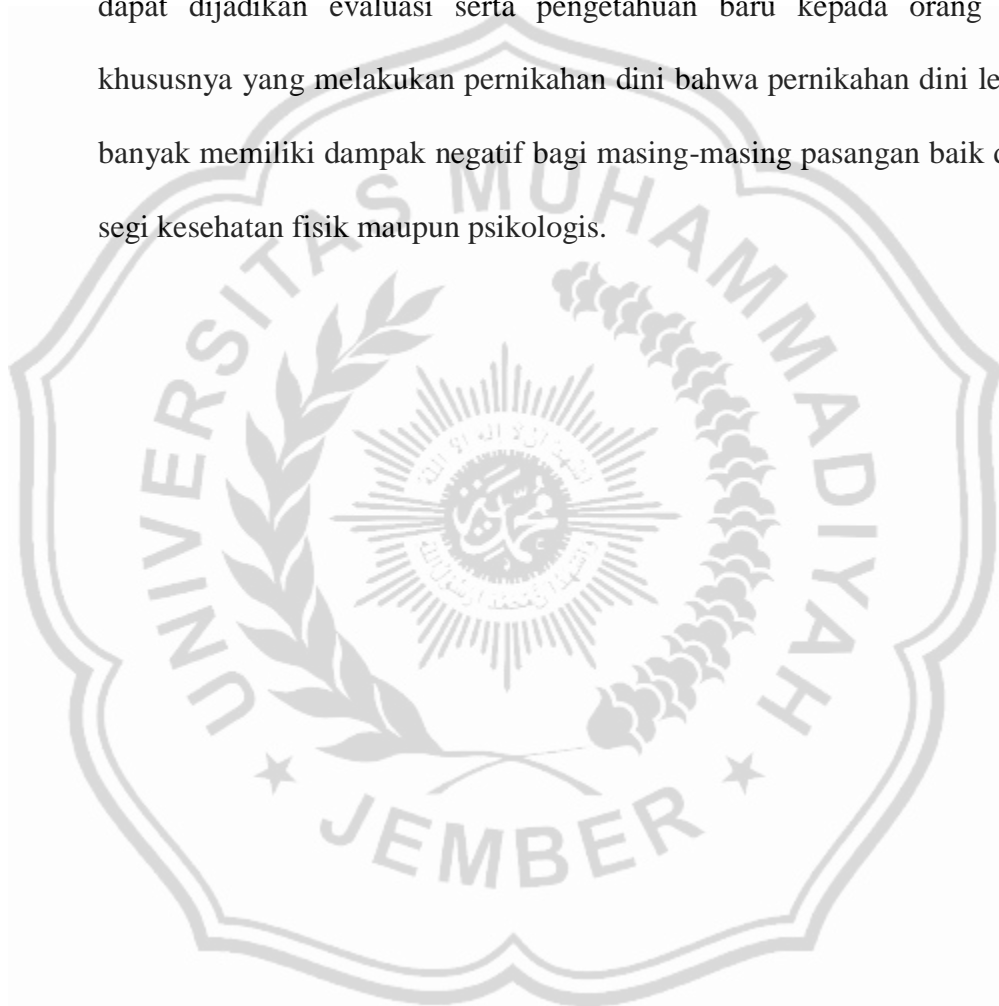 dapat dijadikan evaluasi serta pengetahuan baru kepada orang
khususnya yang melakukan pernikahan dini bahwa pernikahan dini le
banyak memiliki dampak negatif bagi masing-masing pasangan baik
segi kesehatan fisik maupun psikologis.
UNIVERSITAS MUHAMMADIYAH
JEMBER